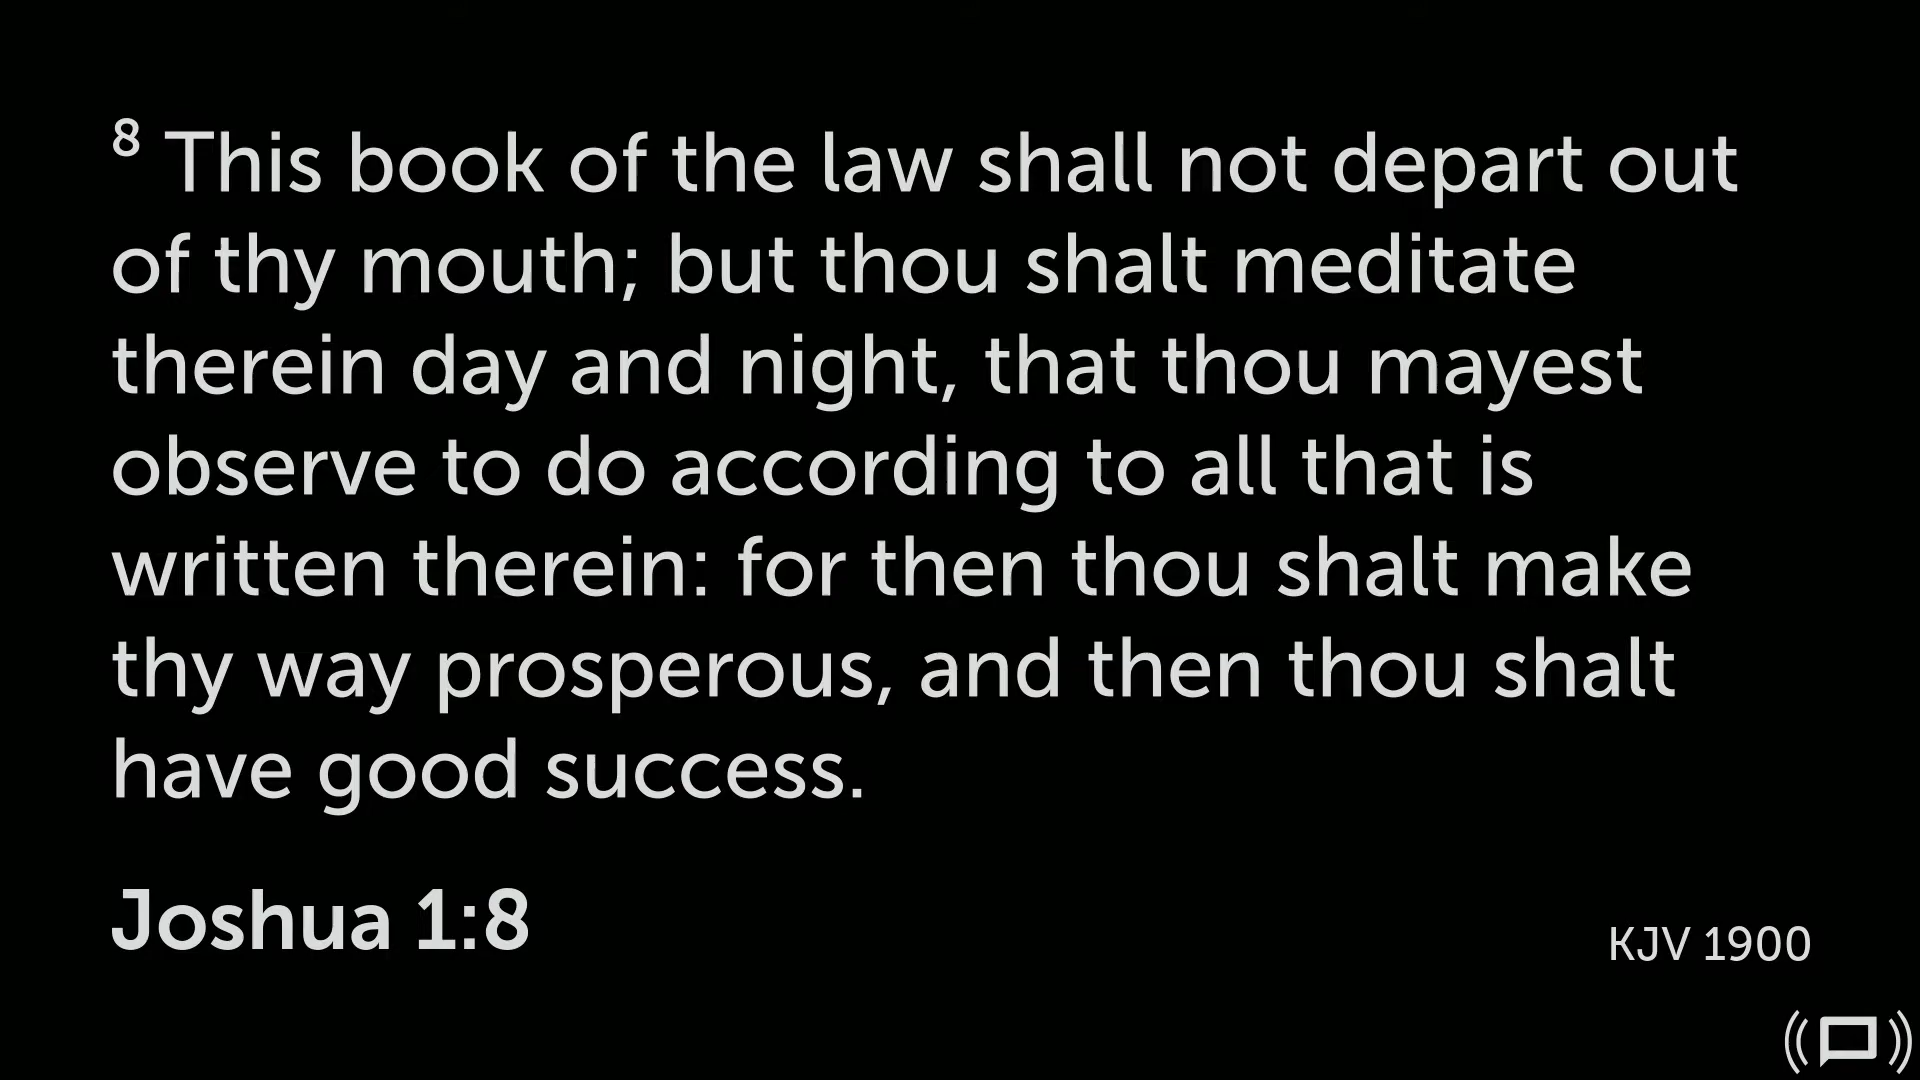 8 This book of the law shall not depart out
of thy mouth; but thou shalt meditate
therein day and night, that thou mayest
observe to do according to all that is
written therein: for then thou shalt make
thy way prosperous, and then thou shalt
have good success.
Joshua 1:8
KJV 1900